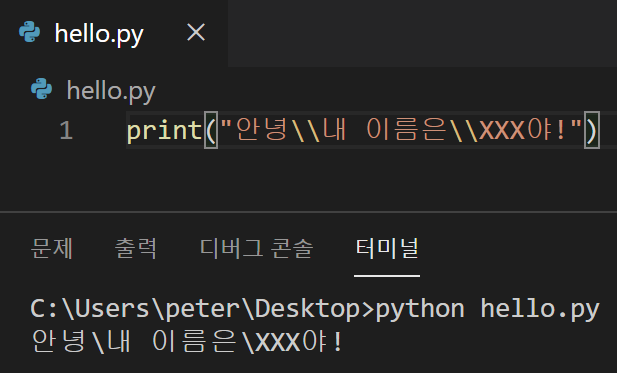 hello.py
hello.py
1 print("안녕\\내 이름은\\XXX야!")
문제 출력 디버그 콘솔 터미널
C:\Users\peter\Desktop>python hello.py
안녕\내 이름은\XXX야!